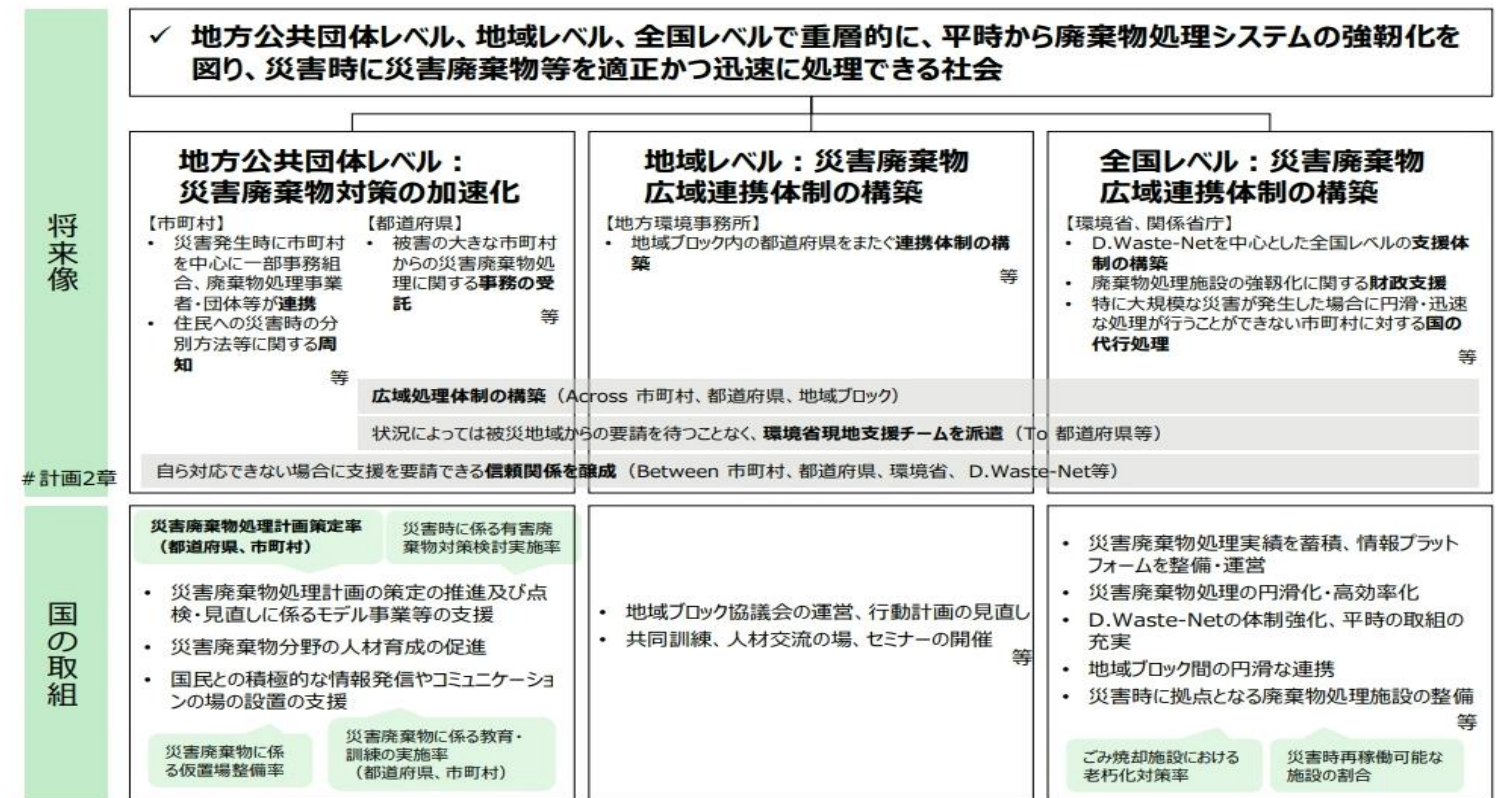 ✓ 地方公共団体レベル、地域レベル、全国レベルで重層的に、平時から廃棄物処理システムの強靭化を
図り、災害時に災害廃棄物等を適正かつ迅速に処理できる社会
将来像
地方公共団体レベル：
災害廃棄物対策の加速化
【市町村】
・ 災害発生時に市町村
を中心に一部事務組
合、廃棄物処理事業
者・団体等が連携
・ 住民への災害時の分
別方法等に関する周
知
等
【都道府県】
・ 被害の大きな市町村
からの災害廃棄物処
理に関する事務の受
託
等
地域レベル：災害廃棄物
広域連携体制の構築
【地方環境事務所】
・ 地域ブロック内の都道府県をまたぐ連携体制の構
築
等
全国レベル：災害廃棄物
広域連携体制の構築
【環境省、関係省庁】
・ D.Waste-Netを中心とした全国レベルの支援体
制の構築
・ 廃棄物処理施設の強靭化に関する財政支援
・ 特に大規模な災害が発生した場合に円滑・迅速
な処理が行うことができない市町村に対する国の
代行処理
等
広域処理体制の構築（Across 市町村、都道府県、地域ブロック）
状況によっては被災地域からの要請を待つことなく、環境省現地支援チームを派遣（To 都道府県等）
自ら対応できない場合に支援を要請できる信頼関係を醸成（Between 市町村、都道府県、環境省、D.Waste-Net等）
#計画2章
国の取組
災害廃棄物処理計画策定率
（都道府県、市町村）
災害時に係る有害廃
棄物対策検討実施率
・ 災害廃棄物処理計画の策定の推進及び点
検・見直しに係るモデル事業等の支援
・ 災害廃棄物分野の人材育成の促進
・ 国民との積極的な情報発信やコミュニケーショ
ンの場の設置の支援
災害廃棄物に係
る仮置場整備率
災害廃棄物に係る教育・
訓練の実施率
（都道府県、市町村）
・ 地域ブロック協議会の運営、行動計画の見直し
・ 共同訓練、人材交流の場、セミナーの開催
等
・ 災害廃棄物処理実績を蓄積、情報プラット
フォームを整備・運営
・ 災害廃棄物処理の円滑化・高効率化
・ D.Waste-Netの体制強化、平時の取組の
充実
・ 地域ブロック間の円滑な連携
・ 災害時に拠点となる廃棄物処理施設の整備
等
ごみ焼却施設における
老朽化対策率
災害時再稼働可能な
施設の割合